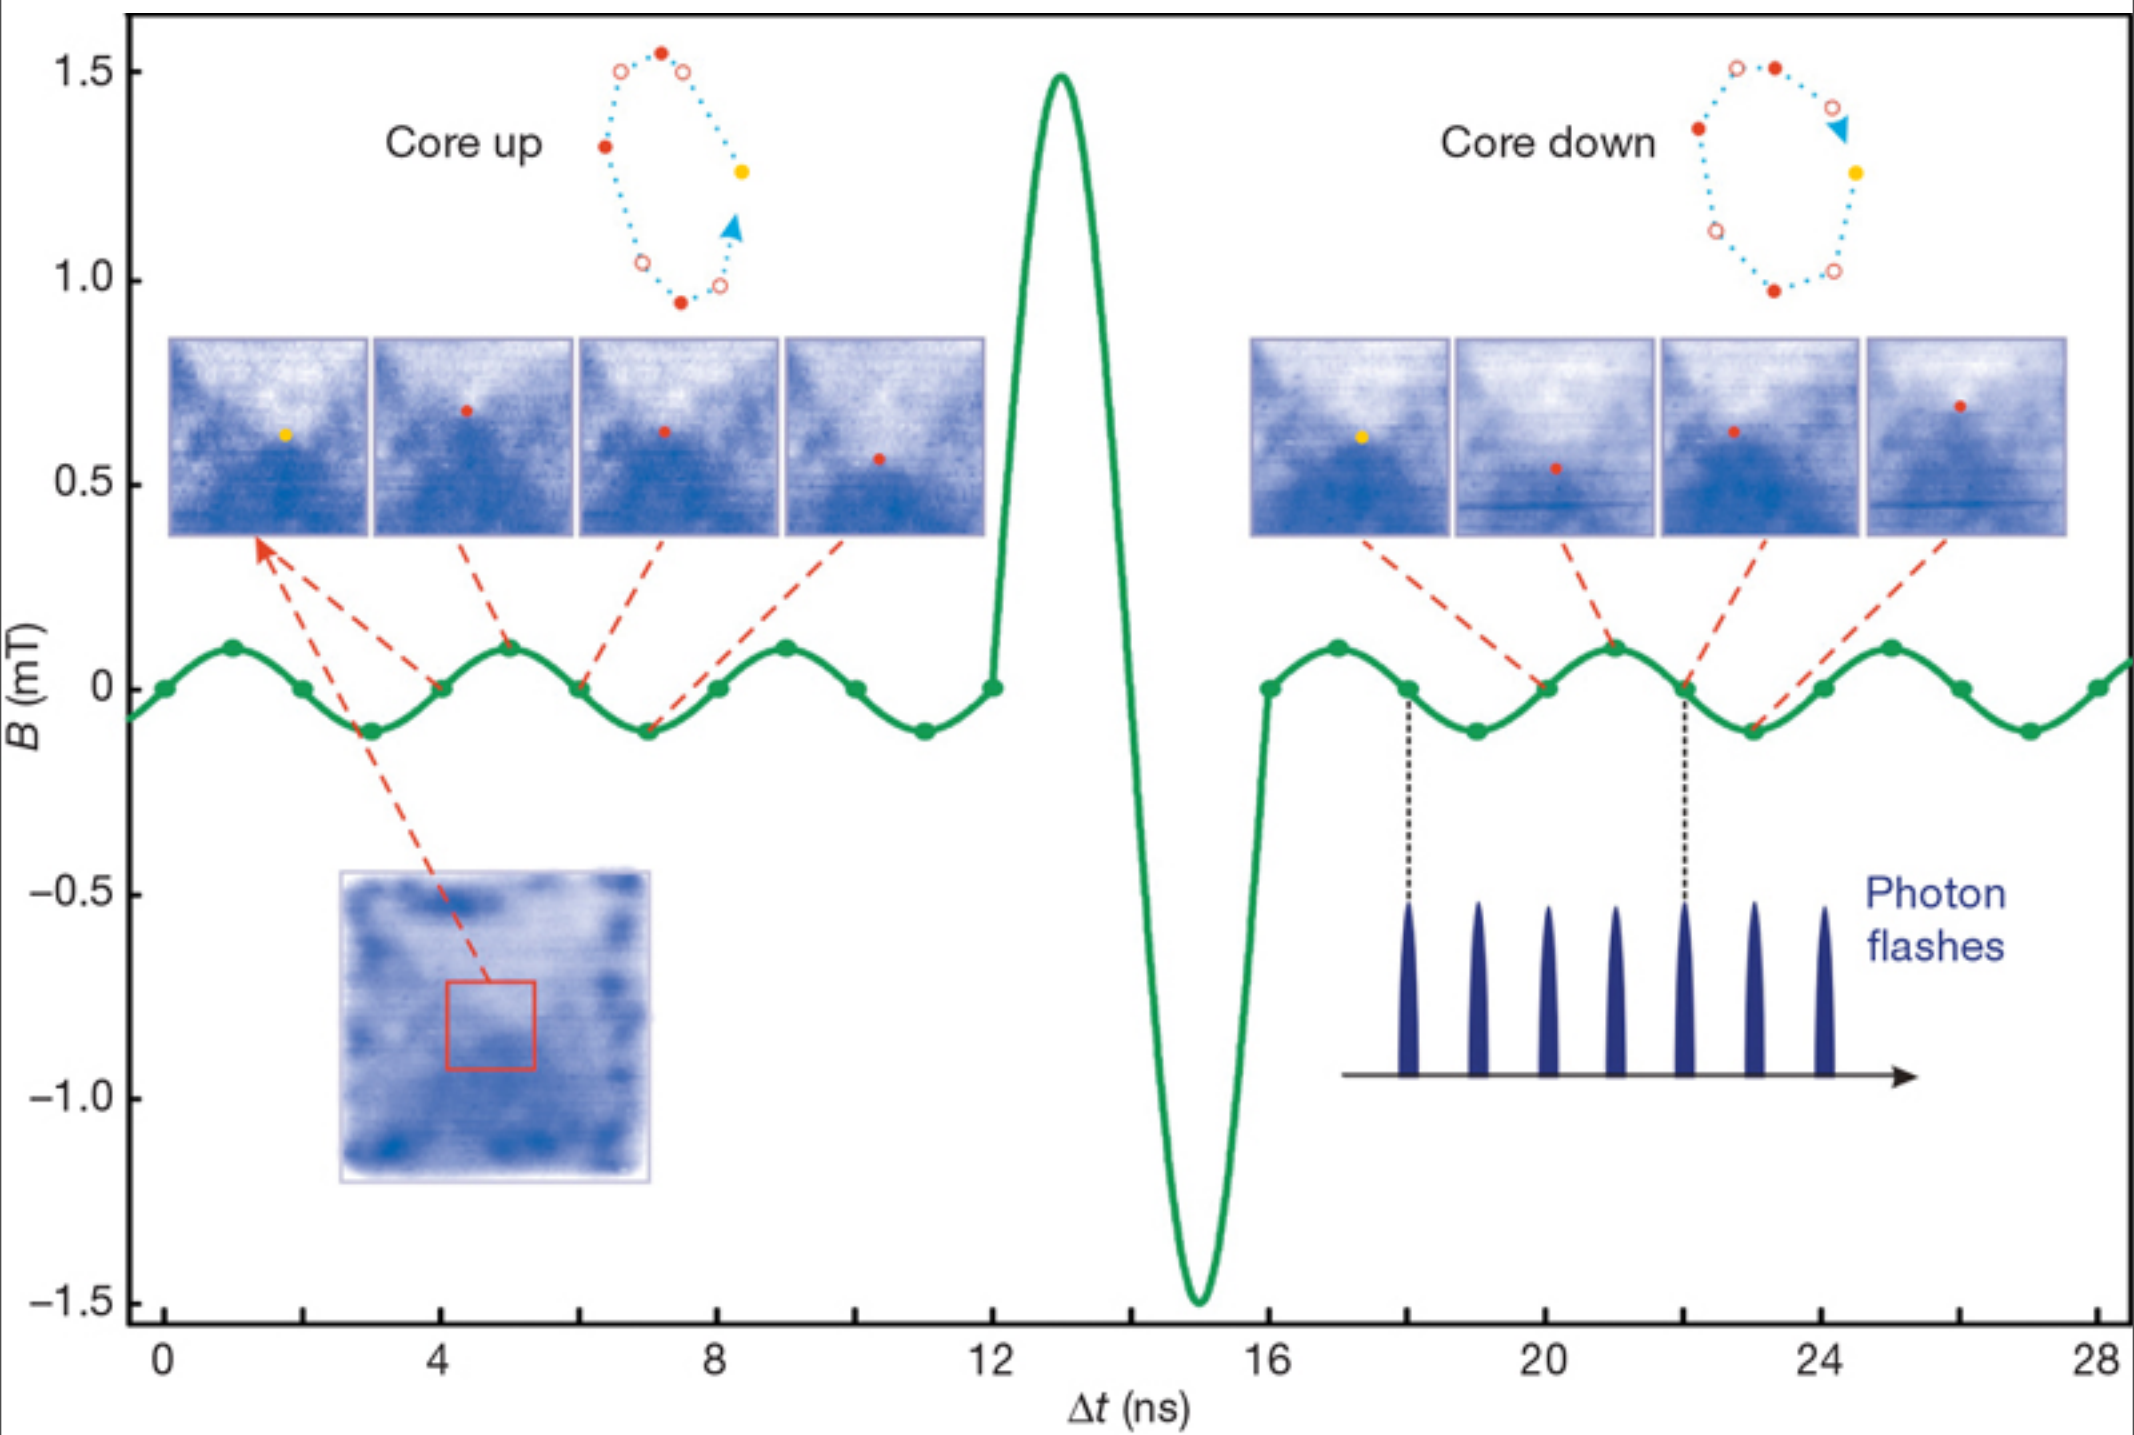 1.5
Core up
Core down
1.0
0.5
B (mT)
0
−0.5
Photon
flashes
−1.0
−1.5
0 4 8 12 16 20 24 28
Δt (ns)